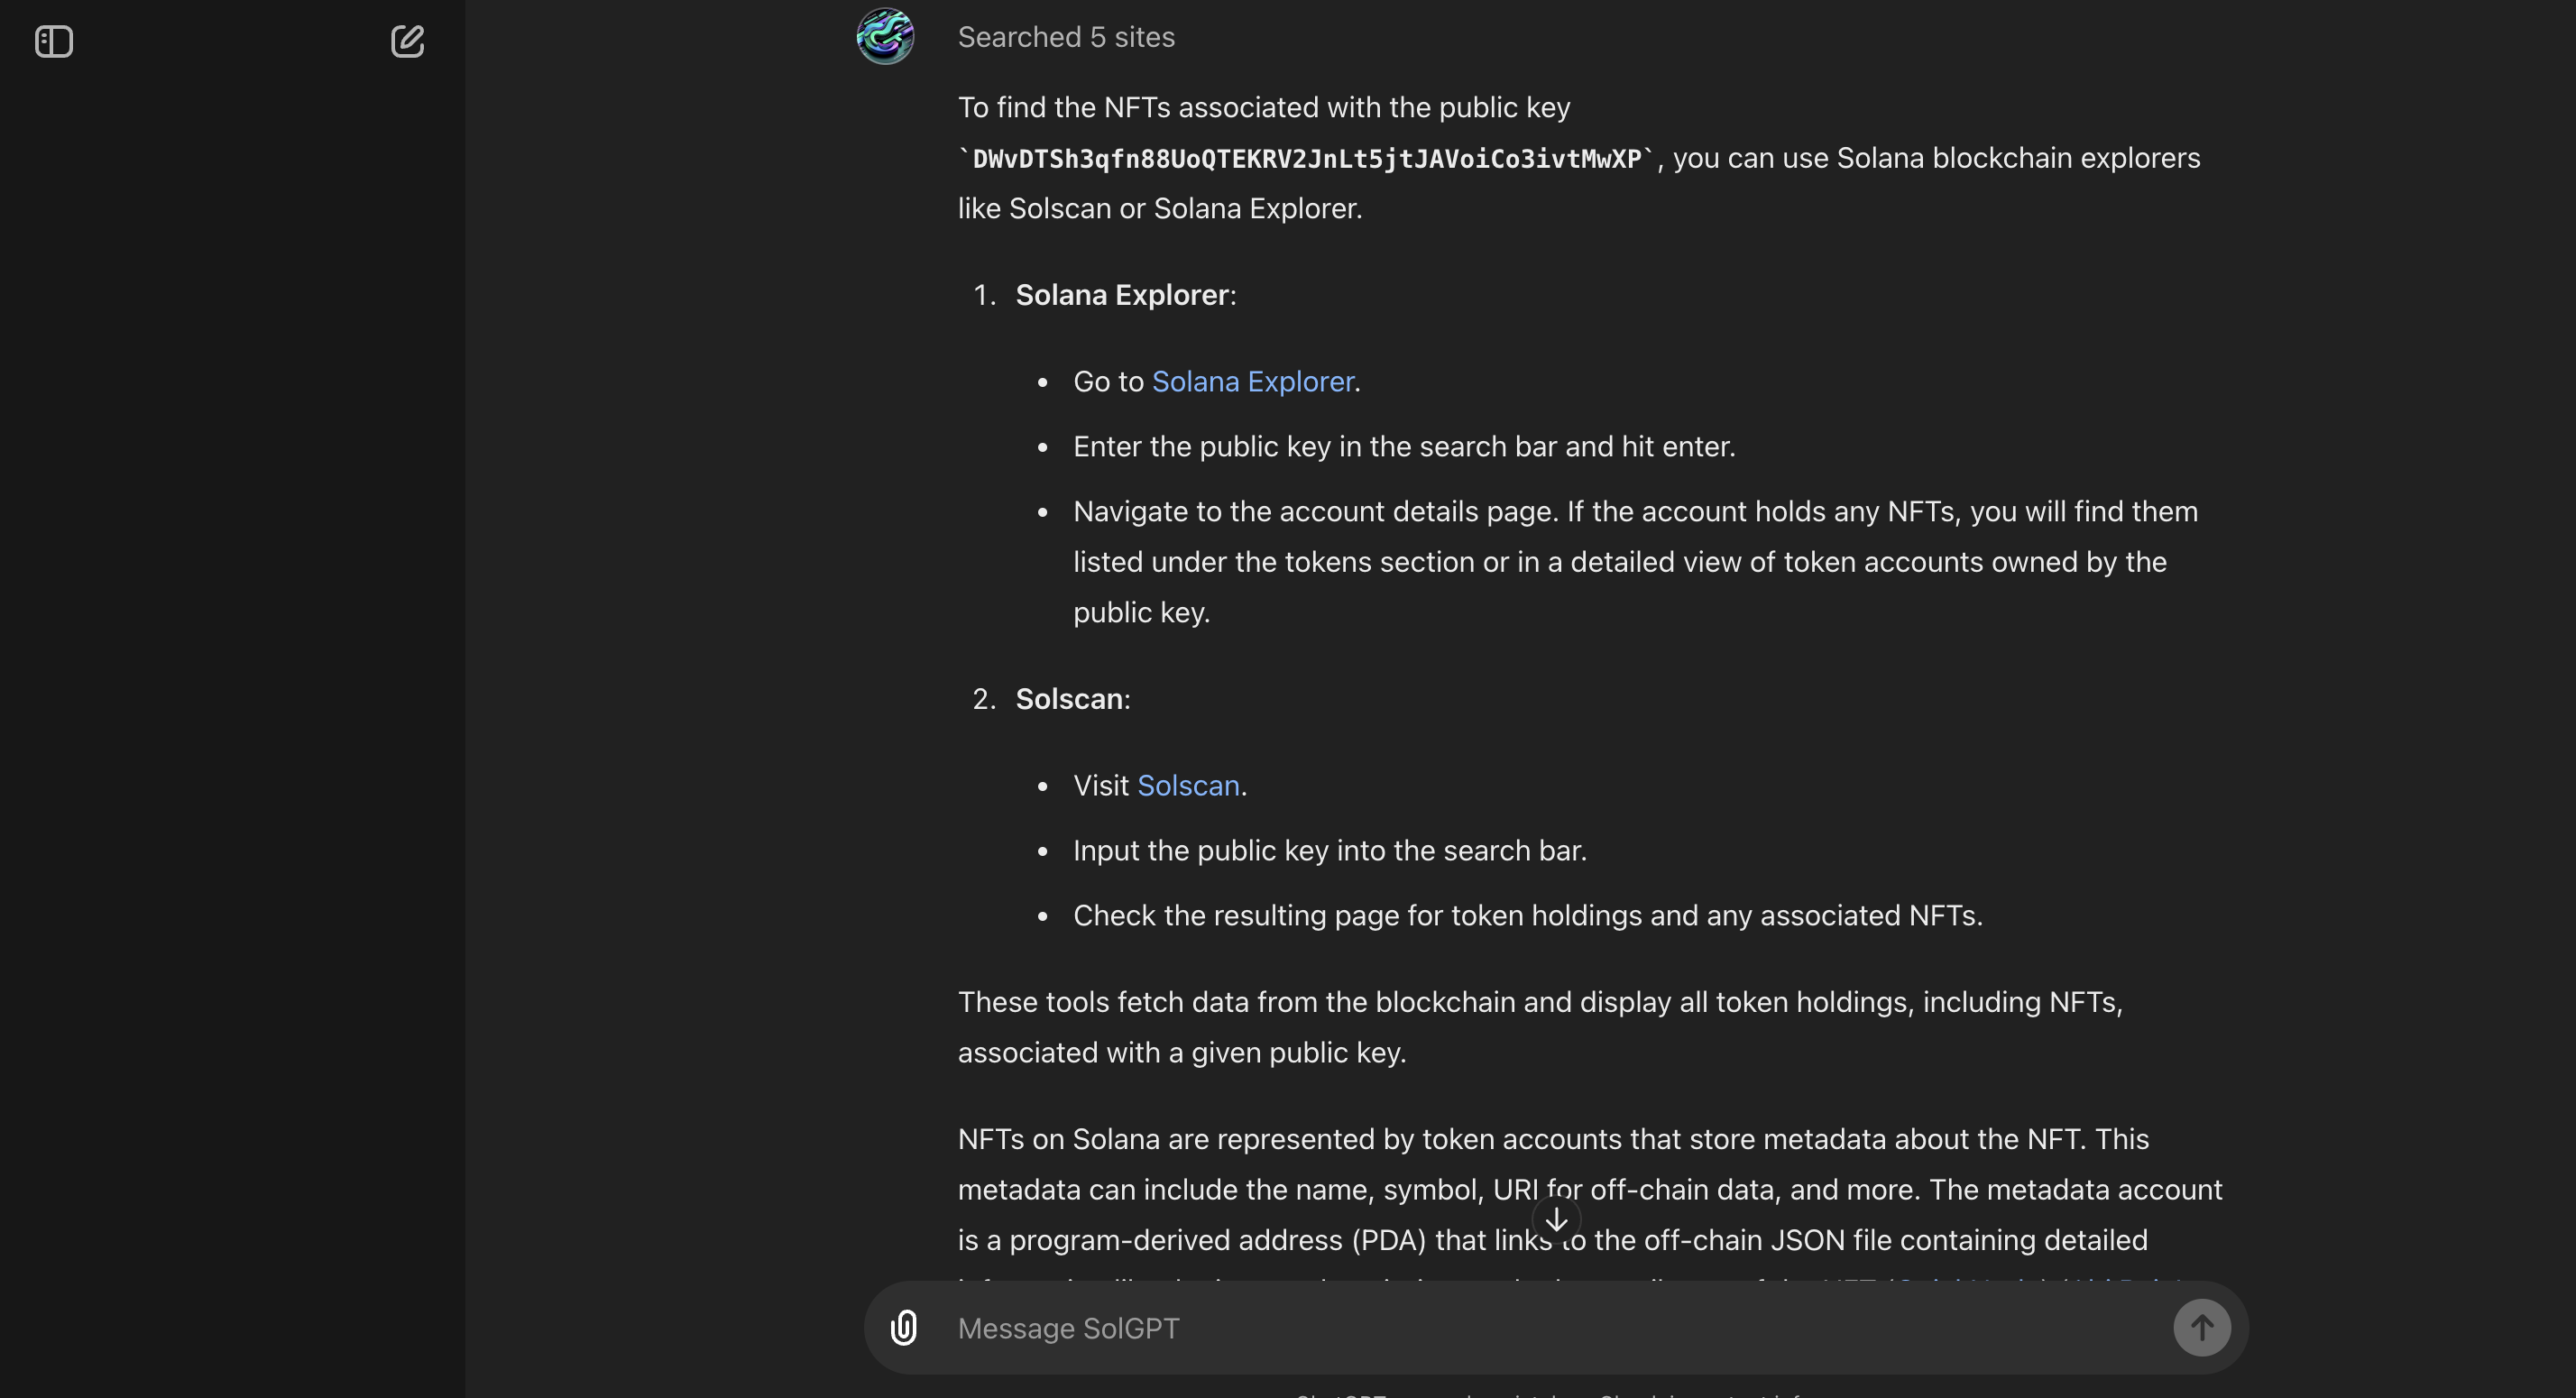 Searched 5 sites
To find the NFTs associated with the public key
`DWvDTSh3qfn88UoQTEKRV2JnLt5jtJAVoiCo3ivtMwXP`, you can use Solana blockchain explorers
like Solscan or Solana Explorer.
1. Solana Explorer:
• Go to Solana Explorer.
• Enter the public key in the search bar and hit enter.
• Navigate to the account details page. If the account holds any NFTs, you will find them
listed under the tokens section or in a detailed view of token accounts owned by the
public key.
2. Solscan:
• Visit Solscan.
• Input the public key into the search bar.
• Check the resulting page for token holdings and any associated NFTs.
These tools fetch data from the blockchain and display all token holdings, including NFTs,
associated with a given public key.
NFTs on Solana are represented by token accounts that store metadata about the NFT. This
metadata can include the name, symbol, URI for off-chain data, and more. The metadata account
is a program-derived address (PDA) that links to the off-chain JSON file containing detailed
Message SolGPT